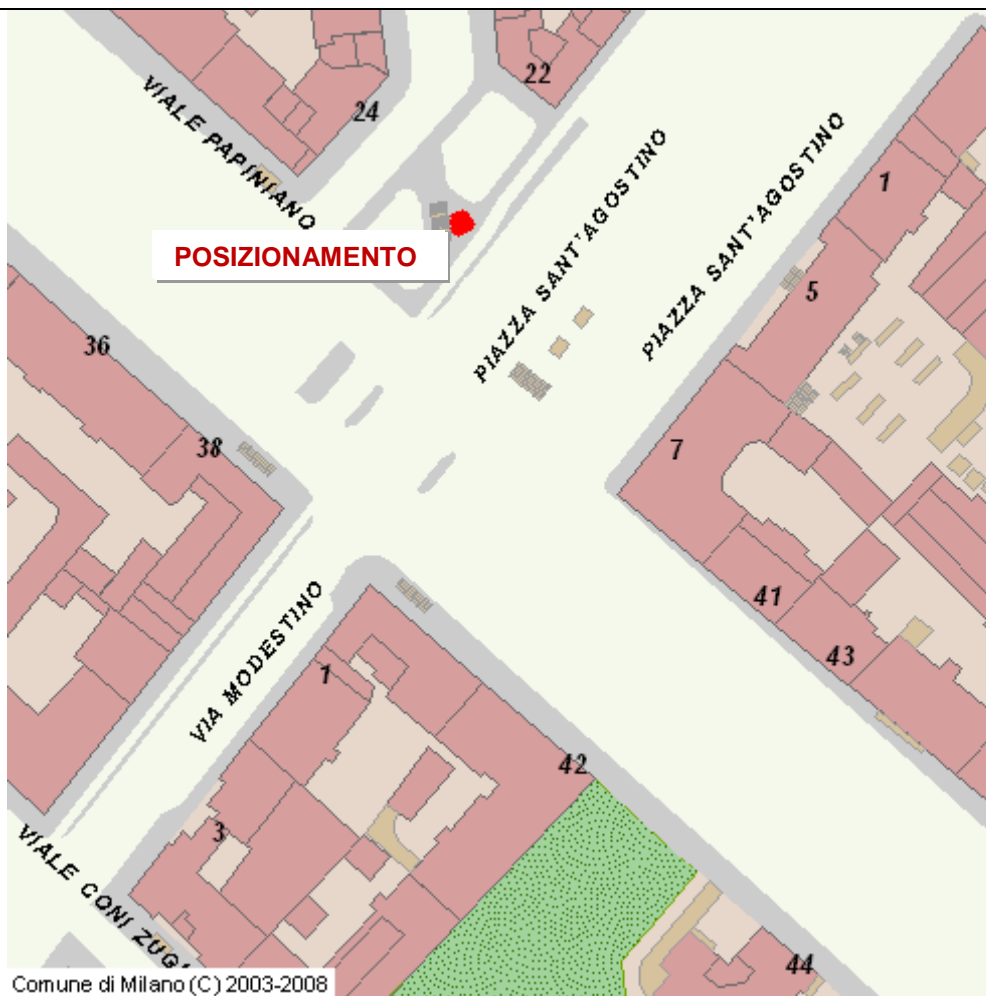 22
VIALE PAPINIANO
24
PIAZZA SANT'AGOSTINO
PIAZZA SANT'AGOSTINO
1
POSIZIONAMENTO
5
36
38
7
41
43
VIA MODESTINO
1
42
3
VIALE CONI ZUG
44
Comune di Milano (C) 2003-2008